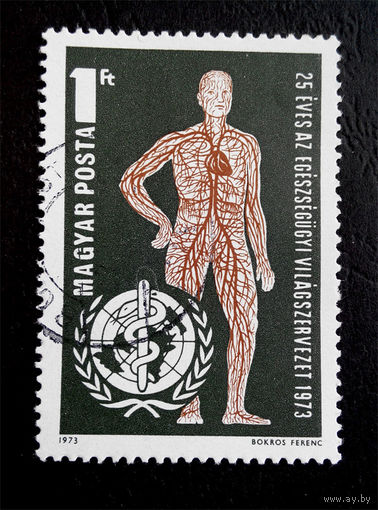 1 Ft
MAGYAR POSTA
25 ÉVES AZ EGÉSZSÉGÜGYI VILÁGSZERVEZET 1973
1973
BOKROS FERENC
www.ay.by